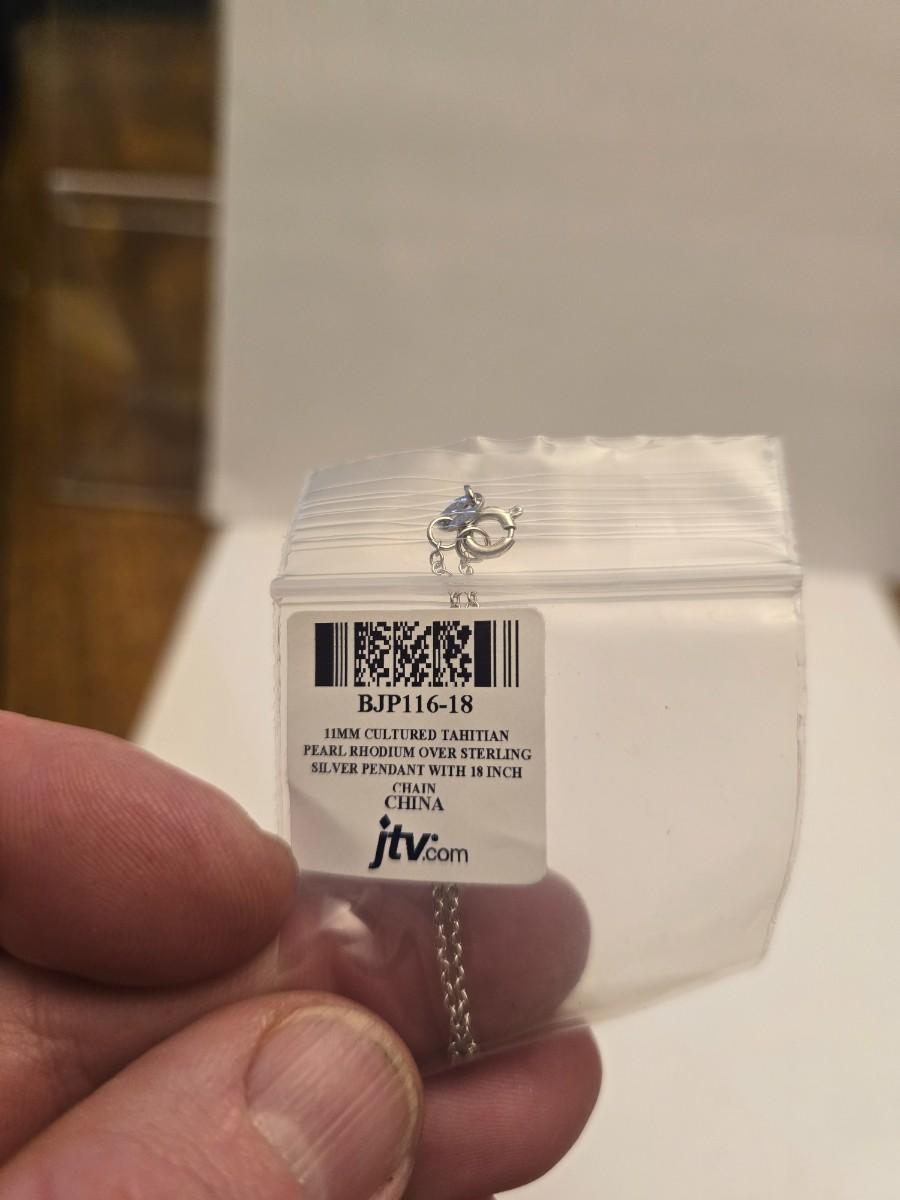 BJP116-18
11MM CULTURED TAHITIAN
PEARL RHODIUM OVER STERLING
SILVER PENDANT WITH 18 INCH
CHAIN
CHINA
jtv.com